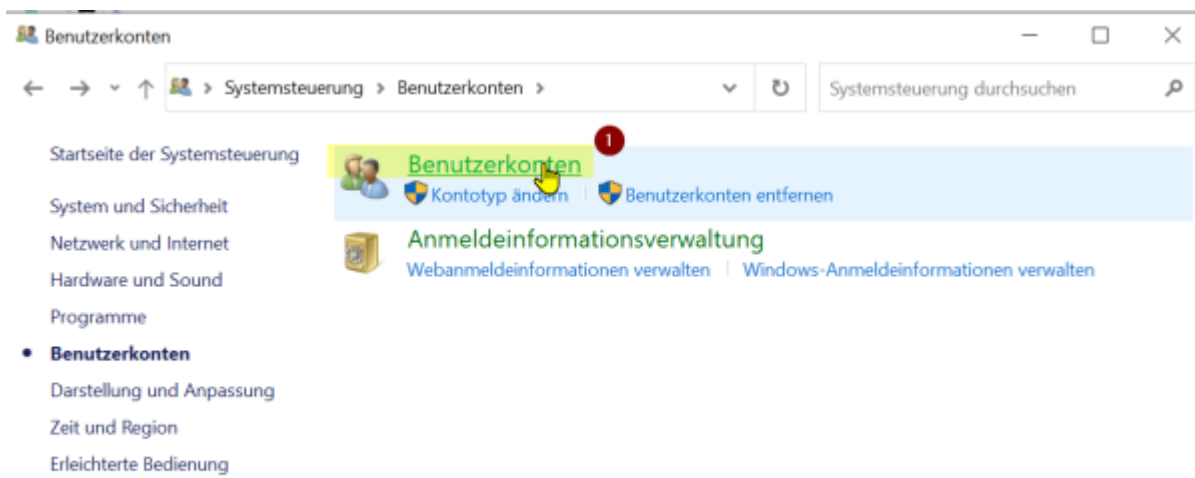 Benutzerkonten
Systemsteuerung > Benutzerkonten >
Systemsteuerung durchsuchen
Startseite der Systemsteuerung
System und Sicherheit
Netzwerk und Internet
Hardware und Sound
Programme
Benutzerkonten
Darstellung und Anpassung
Zeit und Region
Erleichterte Bedienung
1
Benutzerkonten
Kontotyp ändern
Benutzerkonten entfernen
Anmeldeinformationsverwaltung
Webanmeldeinformationen verwalten
Windows-Anmeldeinformationen verwalten